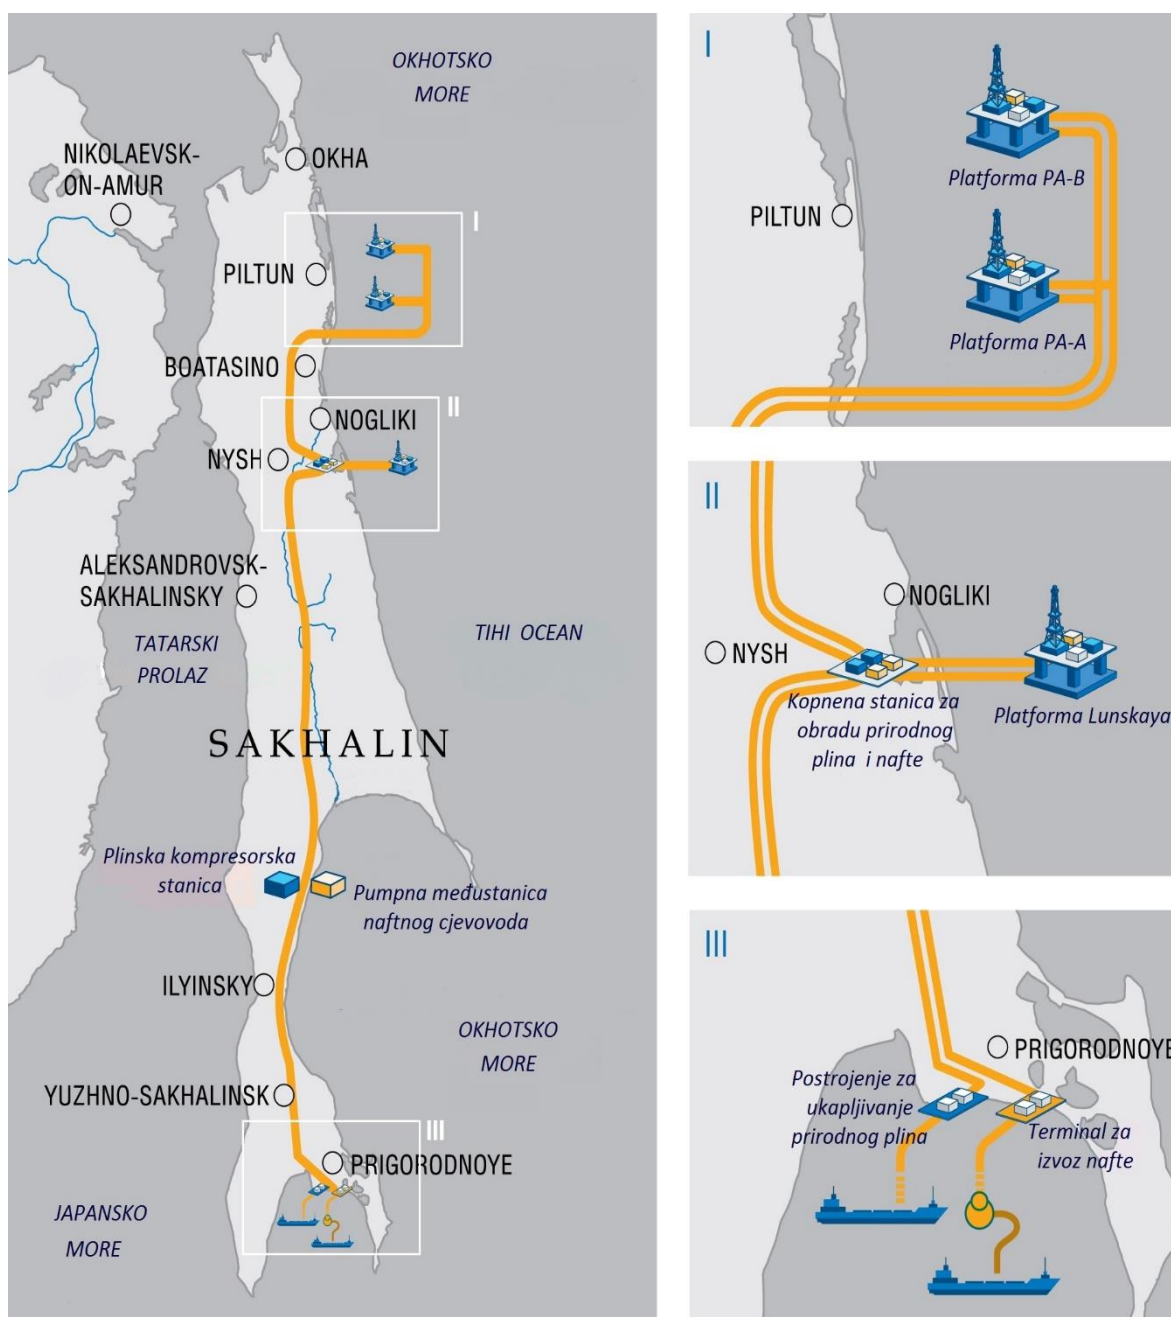 OKHOTSKO
MORE
NIKOLAEVSK-
ON-AMUR
OKHA
I
PILTUN
BOATASINO
II
NOGLIKI
NYSH
ALEKSANDROVSK-
SAKHALINSKY
TATARSKI
PROLAZ
TIHI OCEAN
SAKHALIN
Plinska kompresorska
stanica
Pumpna međustanica
naftnog cjevovoda
ILYINSKY
OKHOTSKO
MORE
YUZHNO-SAKHALINSK
III
PRIGORODNOYE
JAPANSKO
MORE
I
Platforma PA-B
PILTUN
Platforma PA-A
II
NOGLIKI
NYSH
Kopnena stanica za
obradu prirodnog
plina i nafte
Platforma Lunskaya
III
PRIGORODNOYE
Postrojenje za
ukapljivanje
prirodnog plina
Terminal za
izvoz nafte